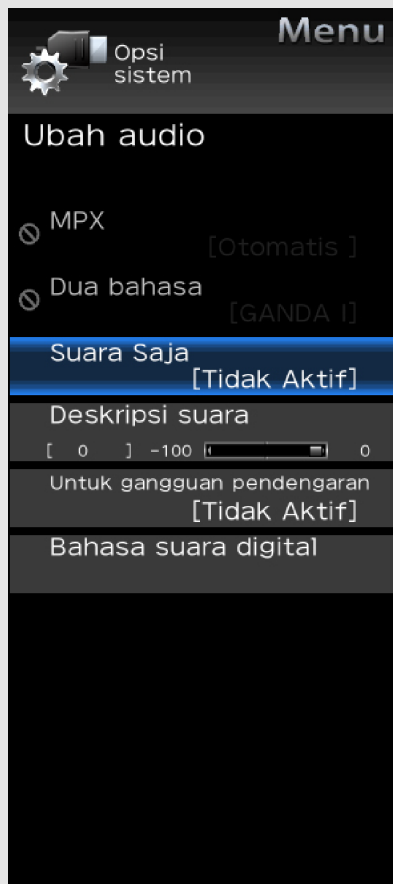 Menu
Opsi
sistem
Ubah audio
MPX
[Otomatis ]
Dua bahasa
[GANDA I]
Suara Saja
[Tidak Aktif]
Deskripsi suara
[ 0 ] -100 0
Untuk gangguan pendengaran
[Tidak Aktif]
Bahasa suara digital